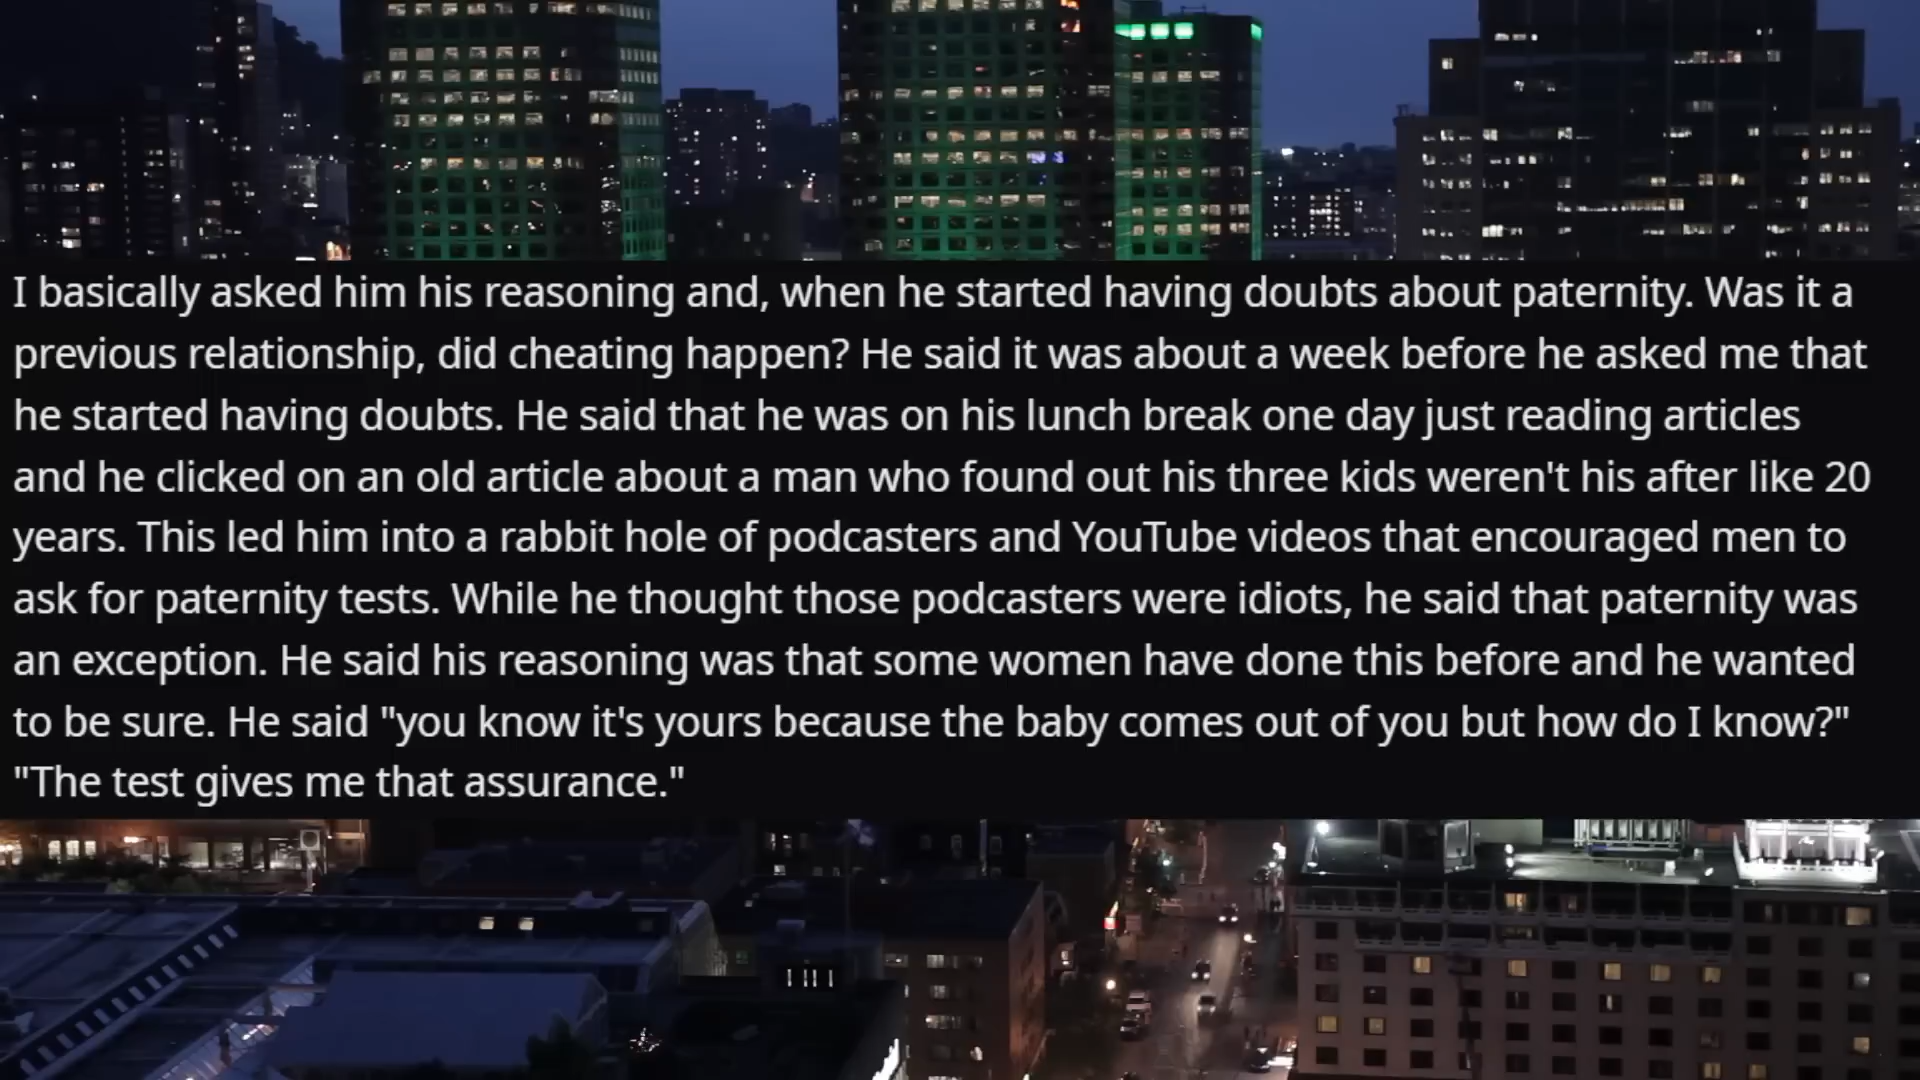 I basically asked him his reasoning and, when he started having doubts about paternity. Was it a
previous relationship, did cheating happen? He said it was about a week before he asked me that
he started having doubts. He said that he was on his lunch break one day just reading articles
and he clicked on an old article about a man who found out his three kids weren't his after like 20
years. This led him into a rabbit hole of podcasters and YouTube videos that encouraged men to
ask for paternity tests. While he thought those podcasters were idiots, he said that paternity was
an exception. He said his reasoning was that some women have done this before and he wanted
to be sure. He said "you know it's yours because the baby comes out of you but how do I know?"
"The test gives me that assurance."